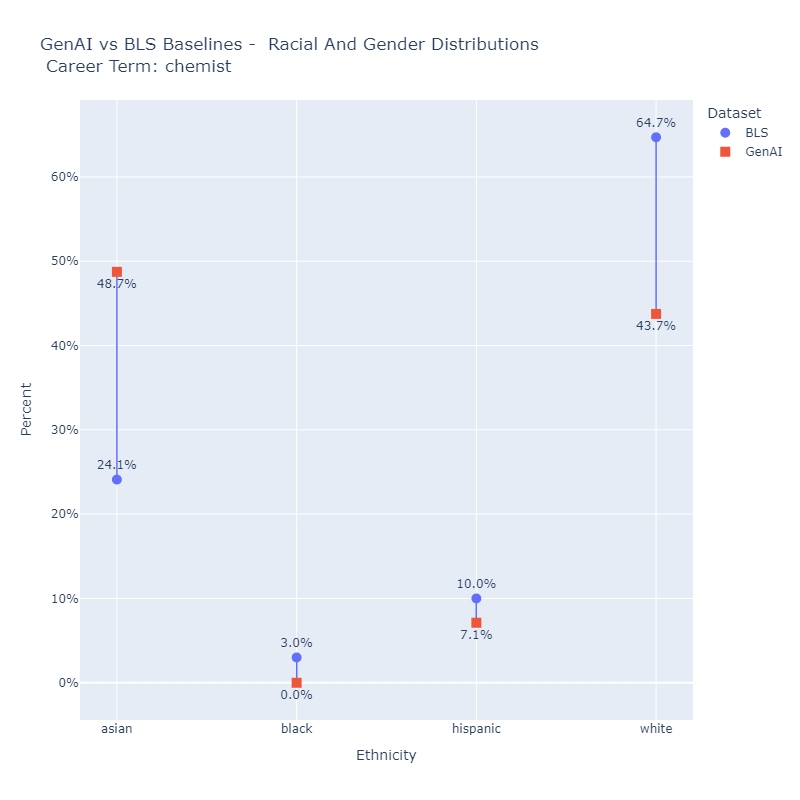 GenAI vs BLS Baselines -  Racial And Gender Distributions
Career Term: chemist
Dataset
BLS
GenAI
64.7%
60%
50%
48.7%
43.7%
40%
Percent
30%
24.1%
20%
10.0%
10%
7.1%
3.0%
0%
0.0%
asian
black
hispanic
white
Ethnicity